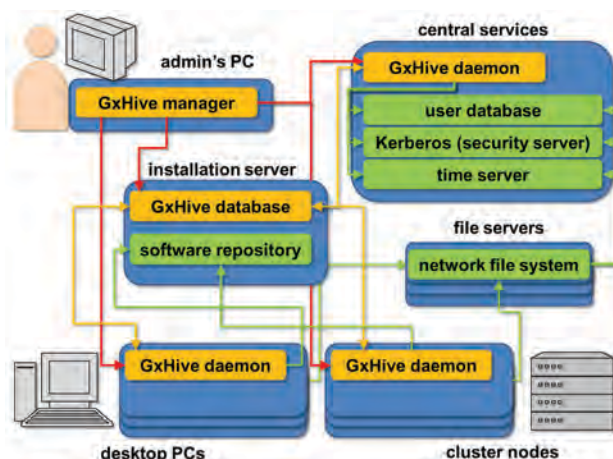 central services
admin's PC
GxHive daemon
GxHive manager
user database
Kerberos (security server)
installation server
time server
GxHive database
file servers
software repository
network file system
GxHive daemon
GxHive daemon
desktop PCs
cluster nodes